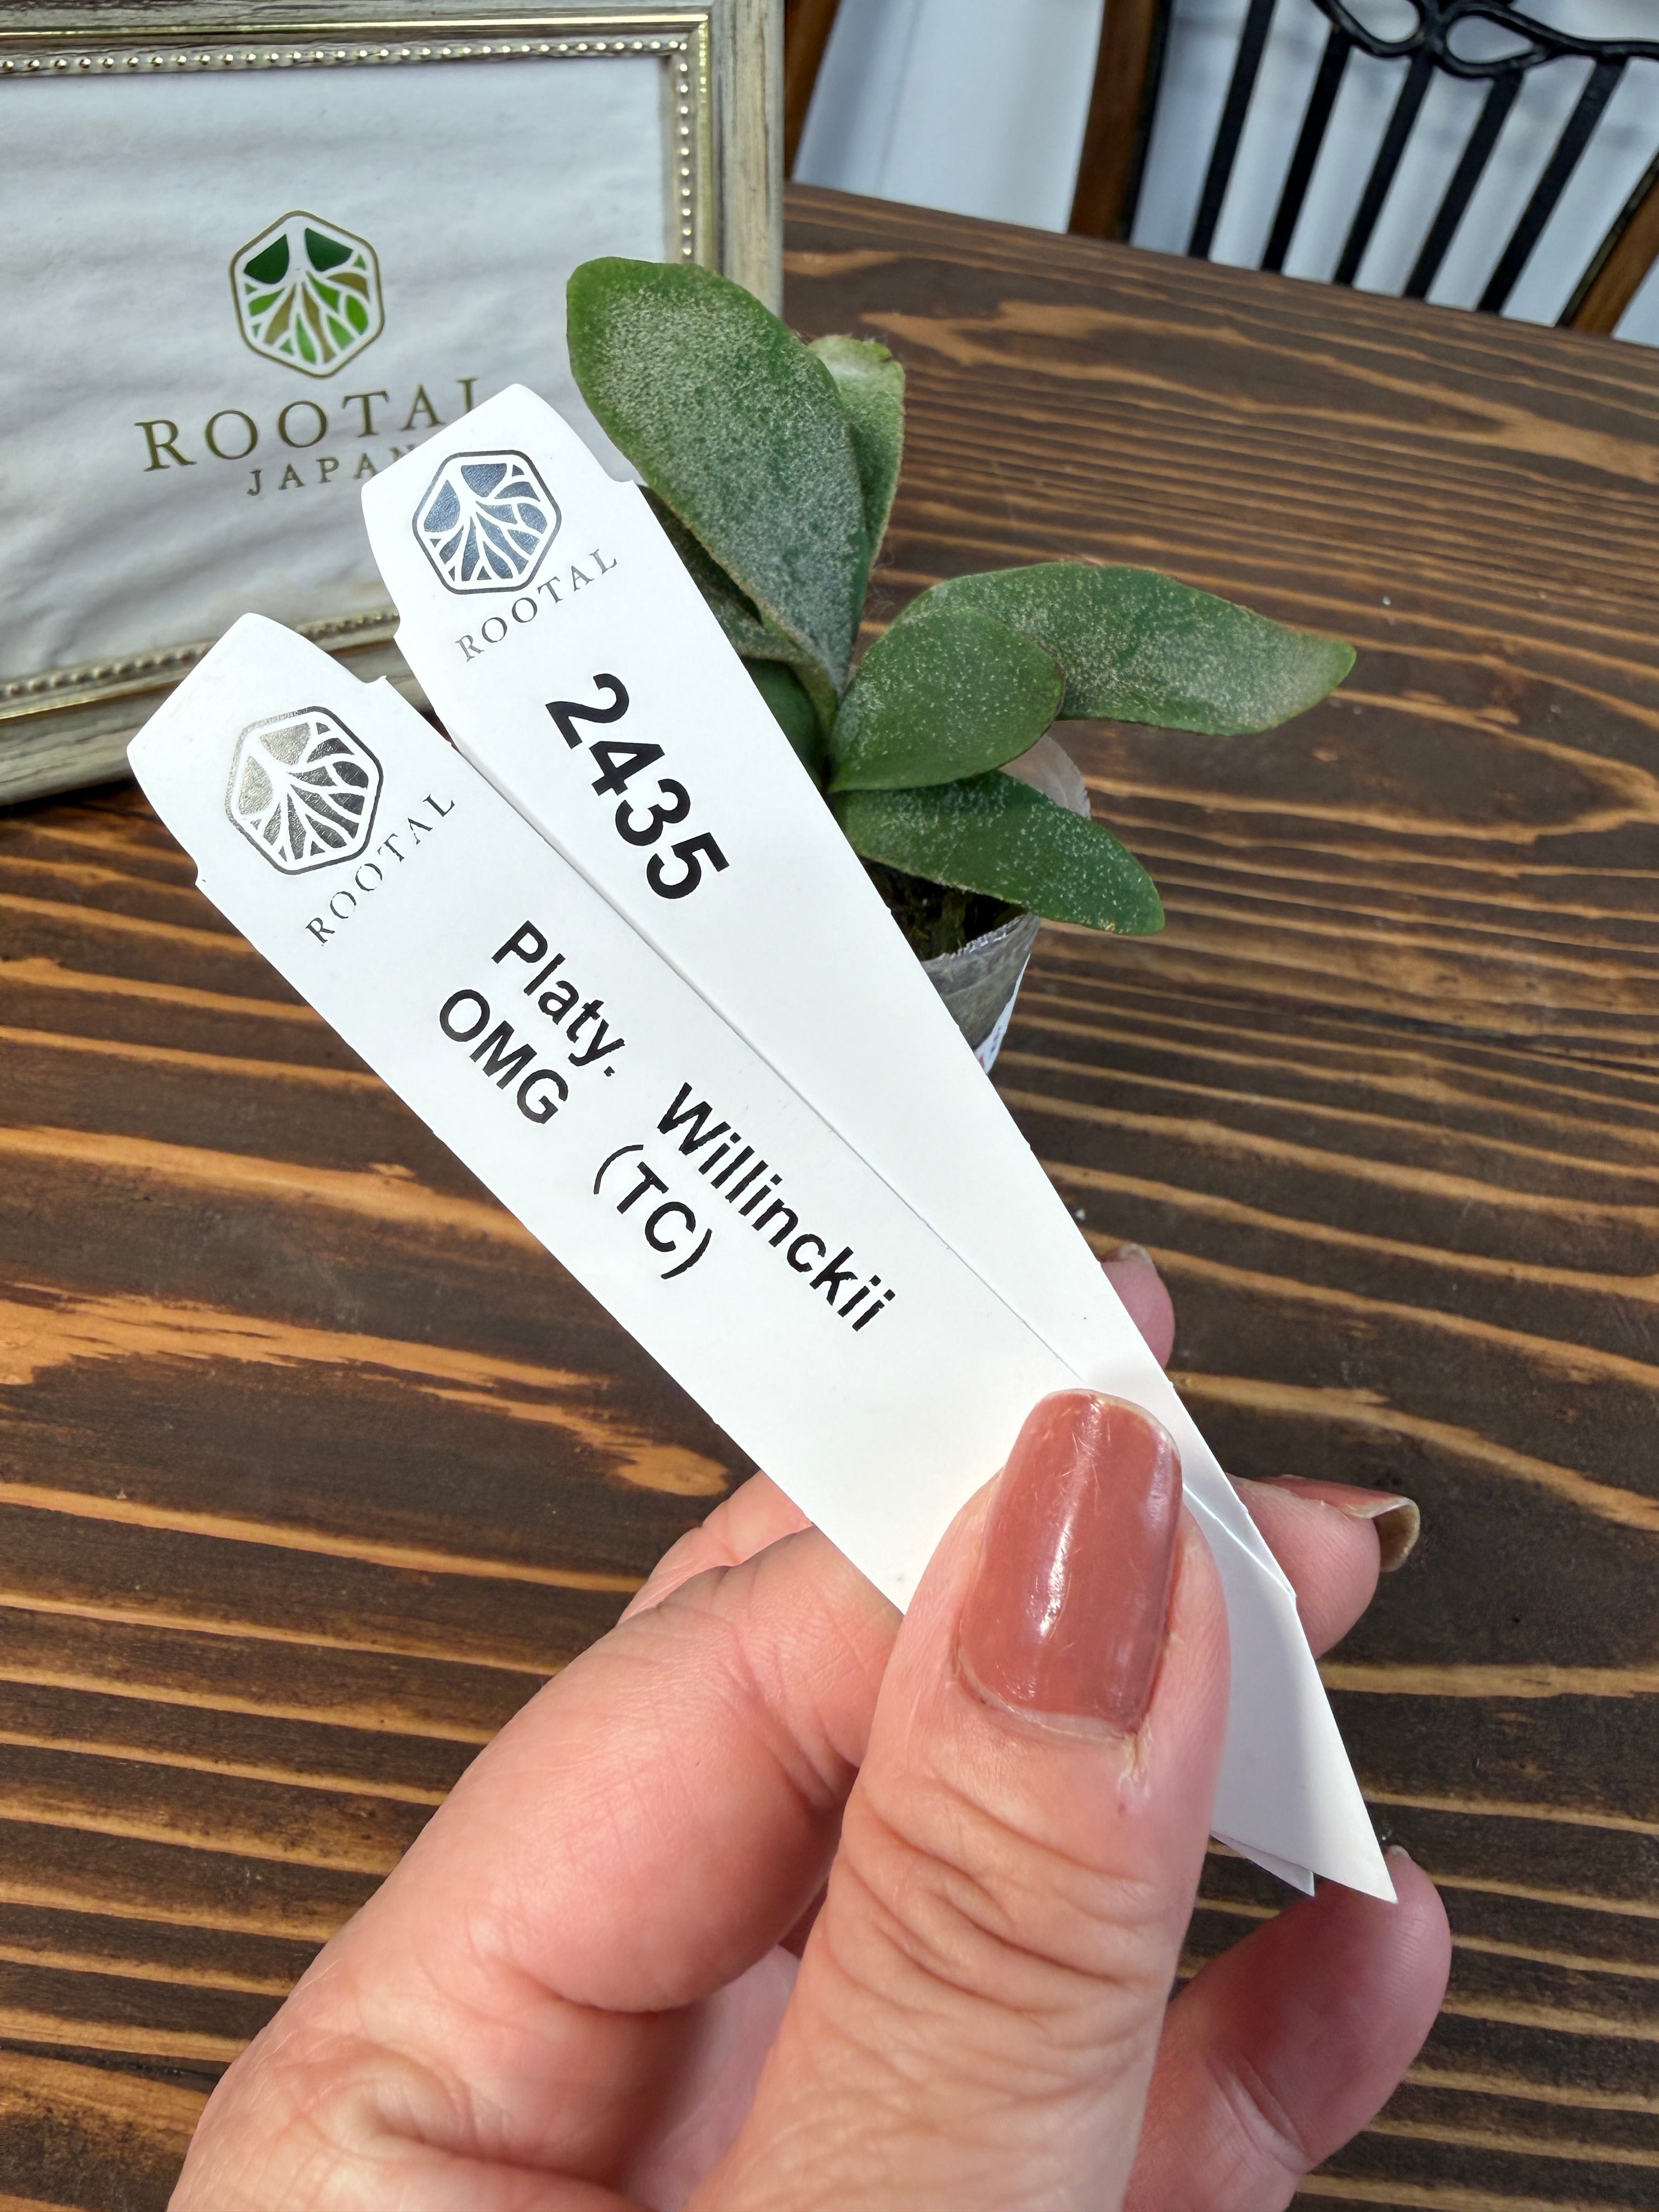 ROOTAL
JAPAN
ROOTAL
2435
ROOTAL
Platy. Willinckii
OMG (TC)